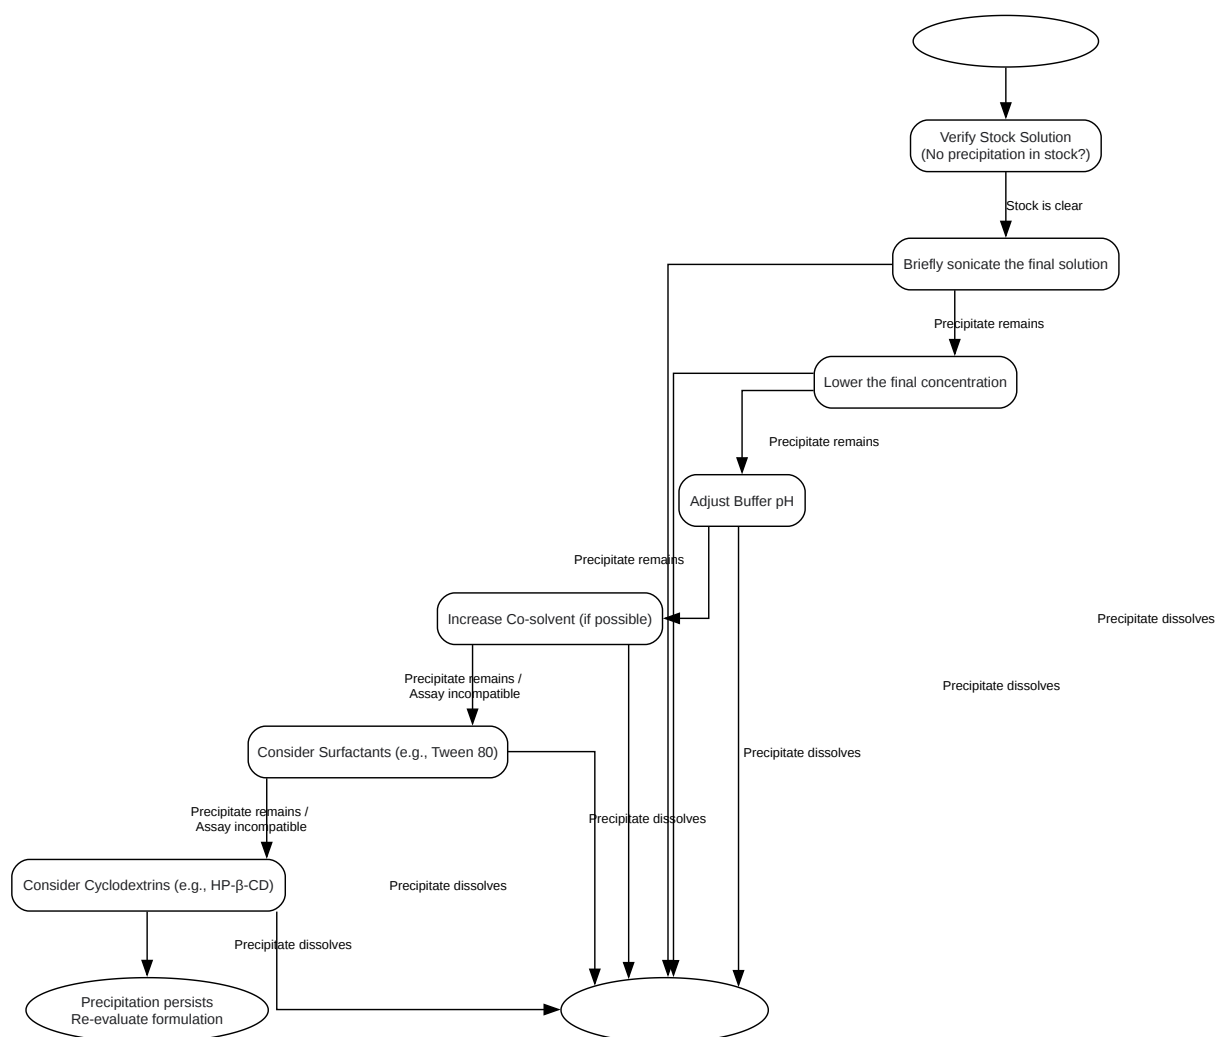 Verify Stock Solution
(No precipitation in stock?)
Stock is clear
Briefly sonicate the final solution
Precipitate remains
Lower the final concentration
Precipitate remains
Adjust Buffer pH
Precipitate remains
Increase Co-solvent (if possible)
Precipitate dissolves
Precipitate remains /
Assay incompatible
Precipitate dissolves
Consider Surfactants (e.g., Tween 80)
Precipitate dissolves
Precipitate remains /
Assay incompatible
Precipitate dissolves
Consider Cyclodextrins (e.g., HP-β-CD)
Precipitate dissolves
Precipitate dissolves
Precipitation persists
Re-evaluate formulation